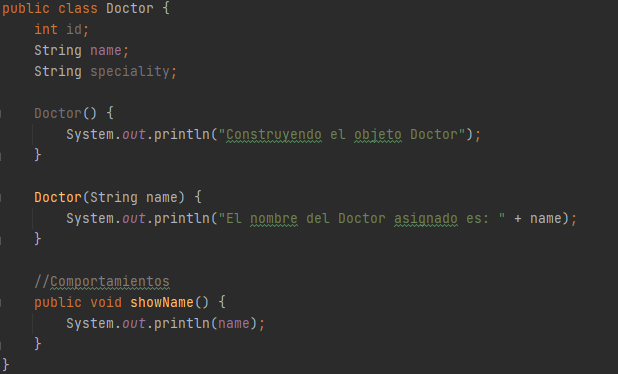 public class Doctor {
    int id;
    String name;
    String speciality;

    Doctor() {
        System.out.println("Construyendo el objeto Doctor");
    }

    Doctor(String name) {
        System.out.println("El nombre del Doctor asignado es: " + name);
    }

    //Comportamientos
    public void showName() {
        System.out.println(name);
    }
}